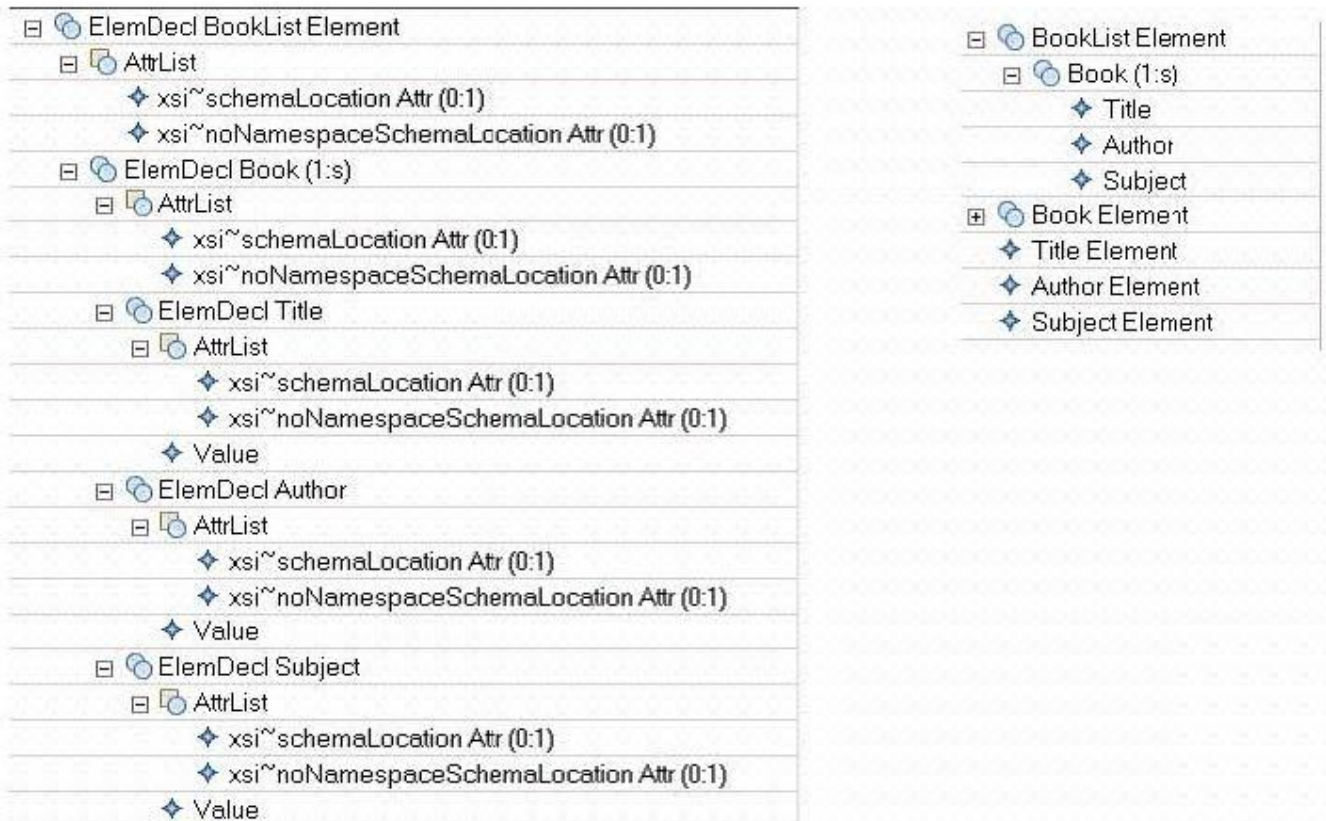 ElemDecl BookList Element
AttrList
xsi~schemaLocation Attr (0:1)
xsi~noNamespaceSchemaLocation Attr (0:1)
ElemDecl Book (1:s)
AttrList
xsi~schemaLocation Attr (0:1)
xsi~noNamespaceSchemaLocation Attr (0:1)
ElemDecl Title
AttrList
xsi~schemaLocation Attr (0:1)
xsi~noNamespaceSchemaLocation Attr (0:1)
Value
ElemDecl Author
AttrList
xsi~schemaLocation Attr (0:1)
xsi~noNamespaceSchemaLocation Attr (0:1)
Value
ElemDecl Subject
AttrList
xsi~schemaLocation Attr (0:1)
xsi~noNamespaceSchemaLocation Attr (0:1)
Value
BookList Element
Book (1:s)
Title
Author
Subject
Book Element
Title Element
Author Element
Subject Element